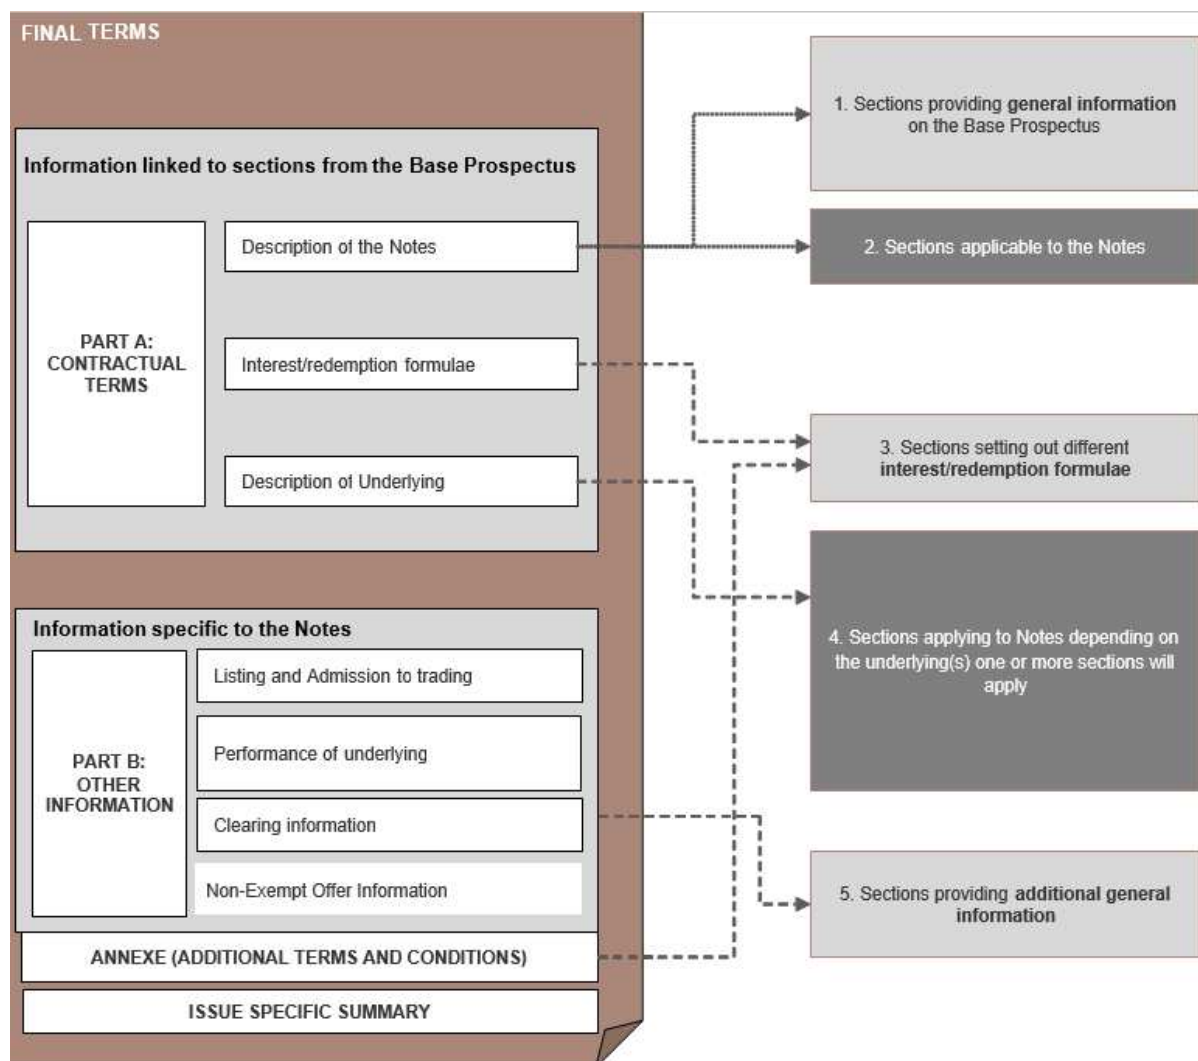 FINAL TERMS
Information linked to sections from the Base Prospectus
PART A:
CONTRACTUAL
TERMS
Description of the Notes
Interest/redemption formulae
Description of Underlying
Information specific to the Notes
PART B:
OTHER
INFORMATION
Listing and Admission to trading
Performance of underlying
Clearing information
Non-Exempt Offer Information
ANNEXE (ADDITIONAL TERMS AND CONDITIONS)
ISSUE SPECIFIC SUMMARY
1. Sections providing general information
on the Base Prospectus
2. Sections applicable to the Notes
3. Sections setting out different
interest/redemption formulae
4. Sections applying to Notes depending on
the underlying(s) one or more sections will
apply
5. Sections providing additional general
information